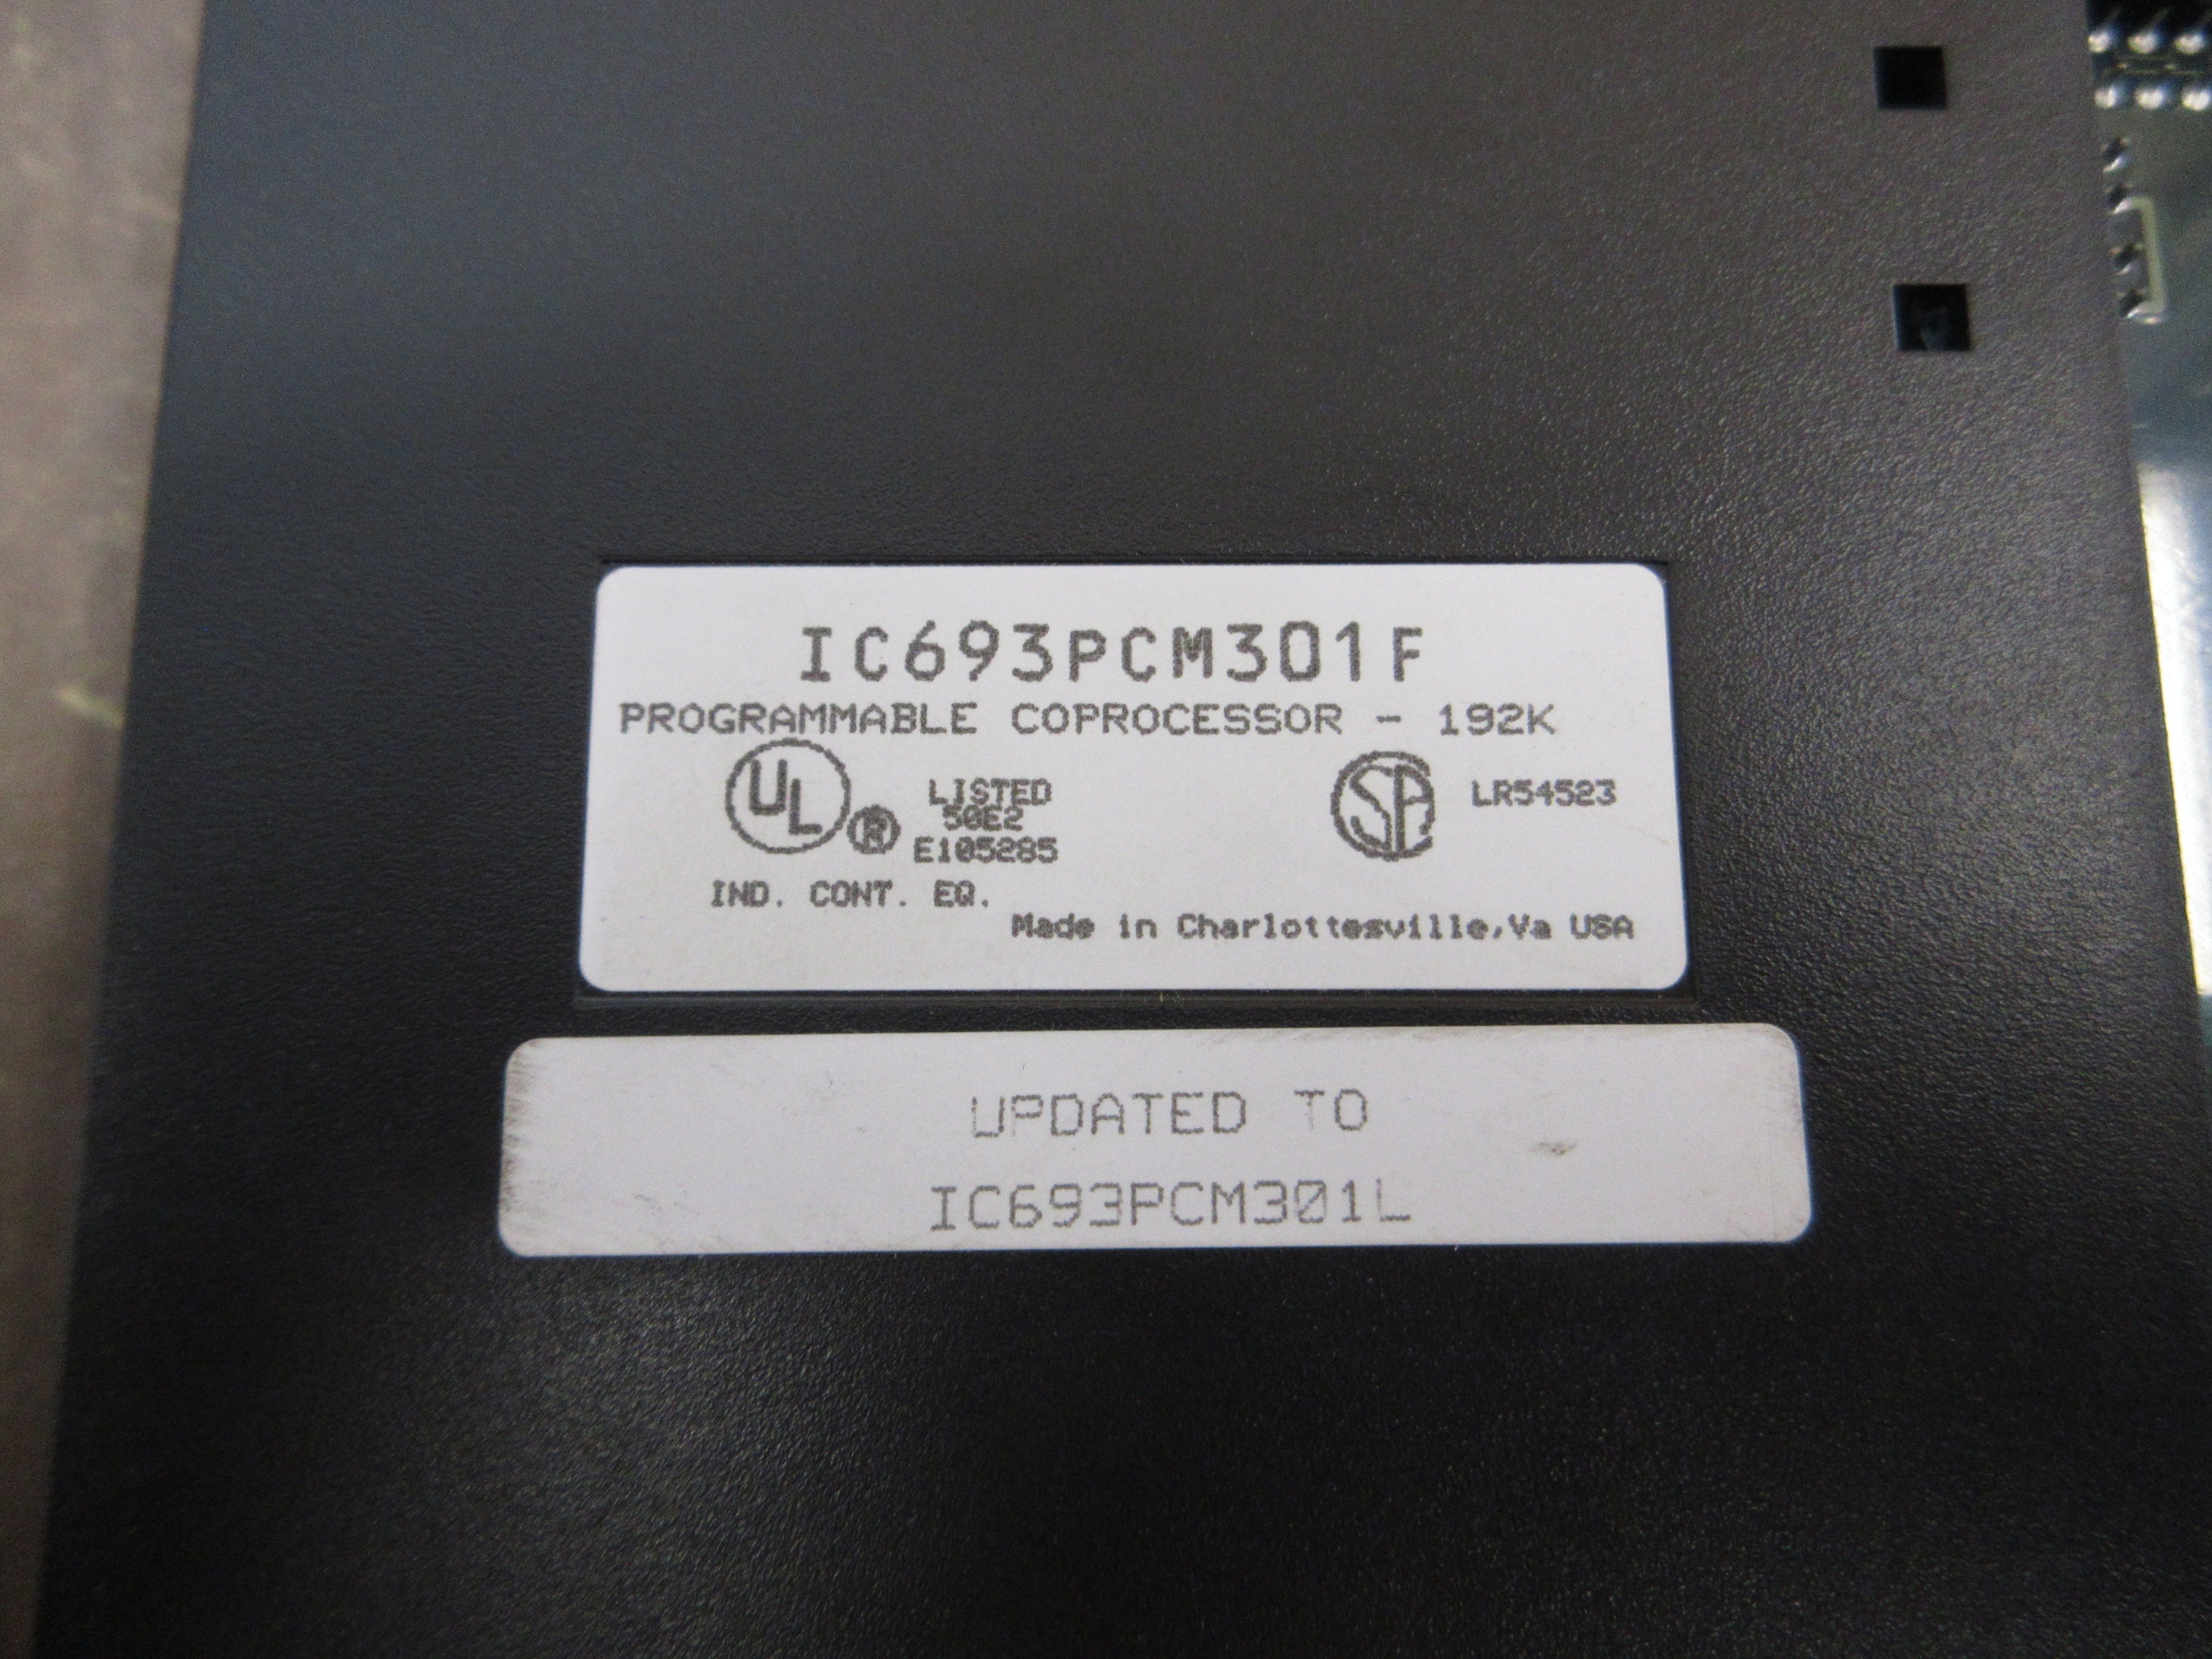 IC693PCM301F
PROGRAMMABLE COPROCESSOR - 192K
UL ® LISTED
50E2
E105285
SA LR54523
IND. CONT. EQ.
Made in Charlottesville,Va USA
UPDATED TO
IC693PCM301L